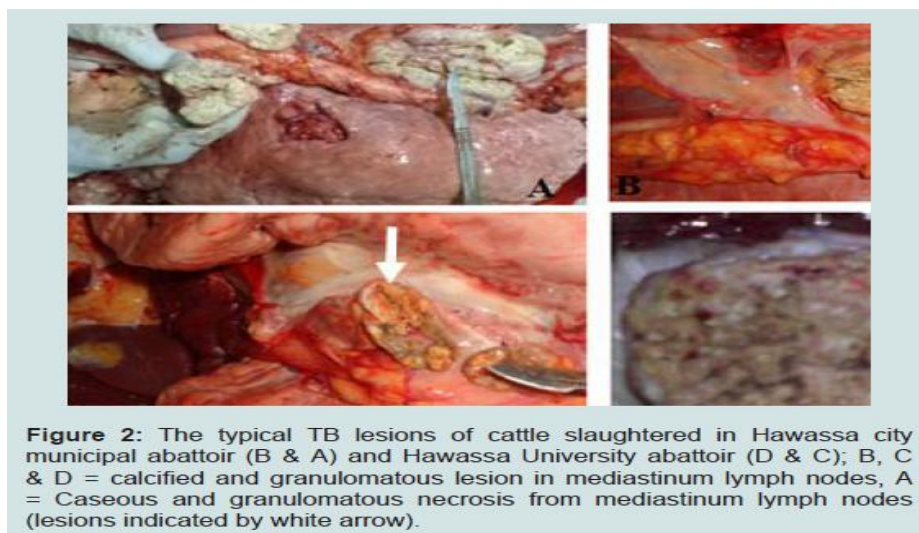 A
B
Figure 2: The typical TB lesions of cattle slaughtered in Hawassa city
municipal abattoir (B & A) and Hawassa University abattoir (D & C); B, C
& D = calcified and granulomatous lesion in mediastinum lymph nodes, A
= Caseous and granulomatous necrosis from mediastinum lymph nodes
(lesions indicated by white arrow).